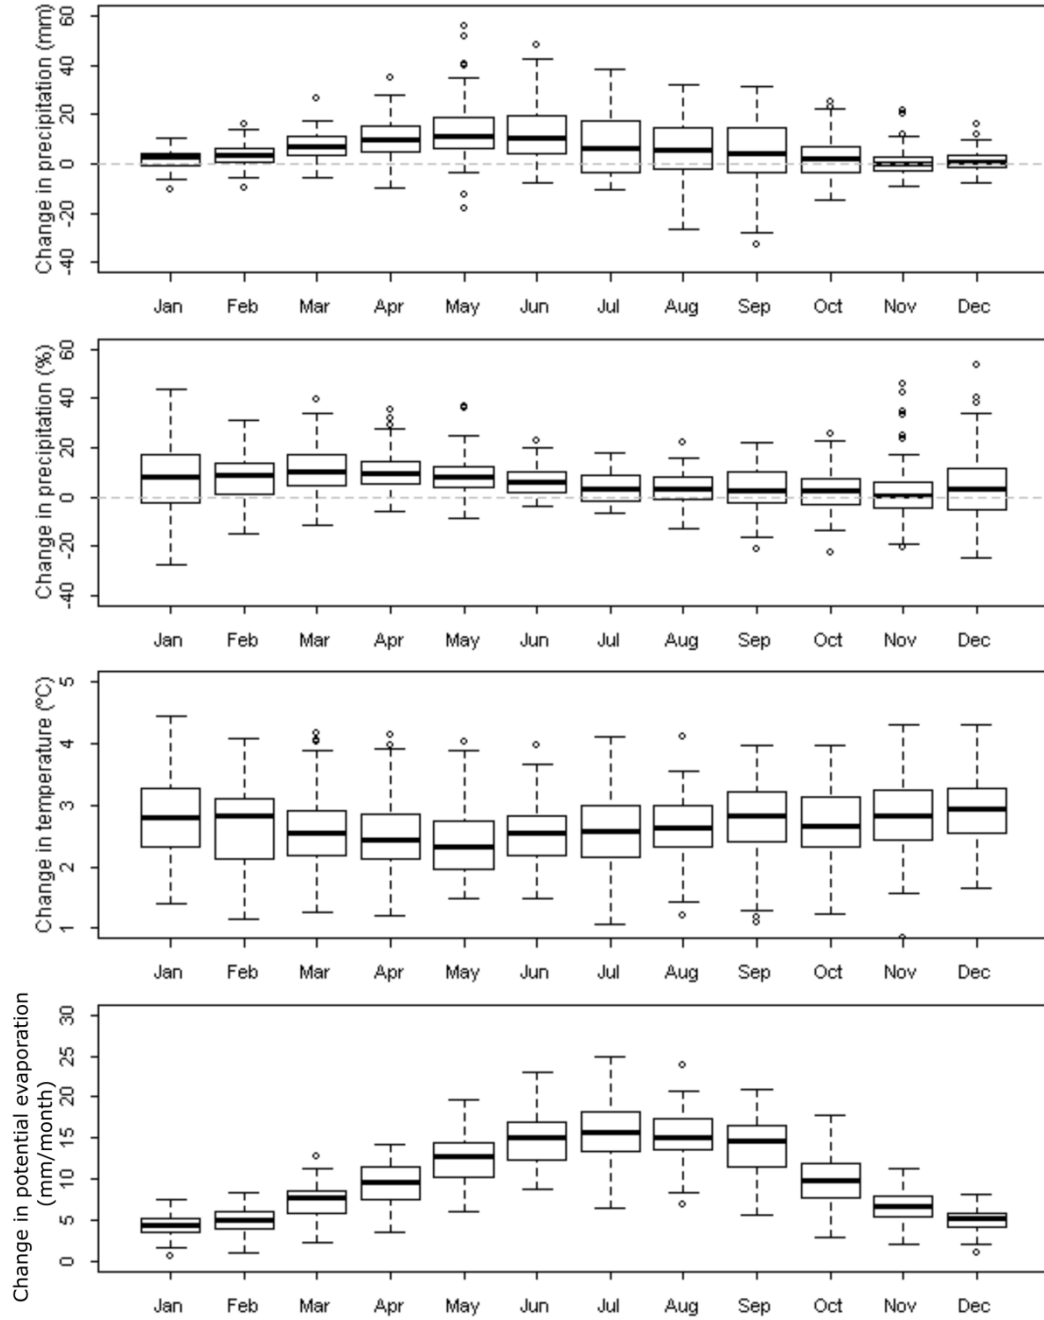 Change in precipitation (mm)
60
40
20
0
-20
-40
Jan Feb Mar Apr May Jun Jul Aug Sep Oct Nov Dec
Change in precipitation (%)
60
40
20
0
-20
-40
Jan Feb Mar Apr May Jun Jul Aug Sep Oct Nov Dec
Change in temperature (°C)
5
4
3
2
1
Jan Feb Mar Apr May Jun Jul Aug Sep Oct Nov Dec
Change in potential evaporation
(mm/month)
30
25
20
15
10
5
0
Jan Feb Mar Apr May Jun Jul Aug Sep Oct Nov Dec